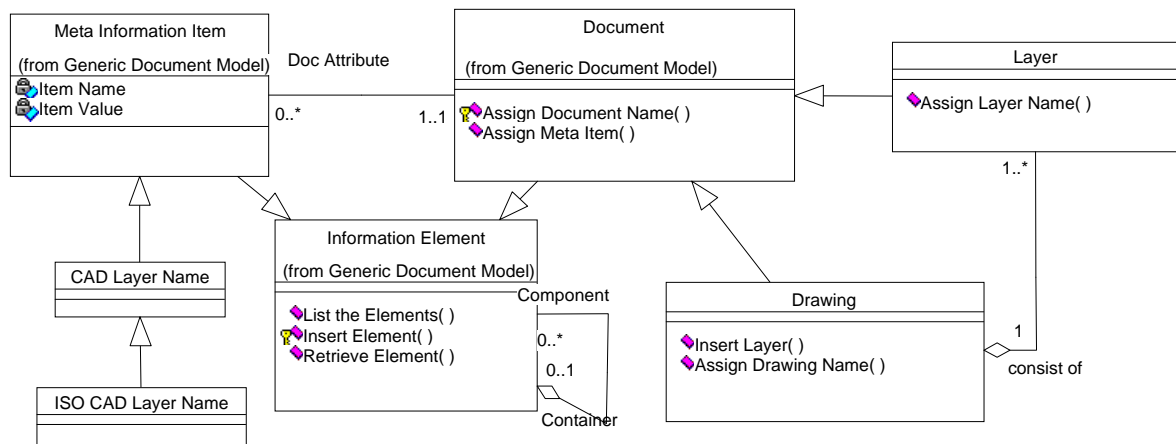 Meta Information Item
(from Generic Document Model)
Item Name
Item Value
Doc Attribute
0..*
1..1
Document
(from Generic Document Model)
Assign Document Name( )
Assign Meta Item( )
Layer
Assign Layer Name( )
1..*
Information Element
(from Generic Document Model)
List the Elements( )
Insert Element( )
Retrieve Element( )
Component
0..*
0..1
Container
CAD Layer Name
ISO CAD Layer Name
Drawing
Insert Layer( )
Assign Drawing Name( )
1
consist of